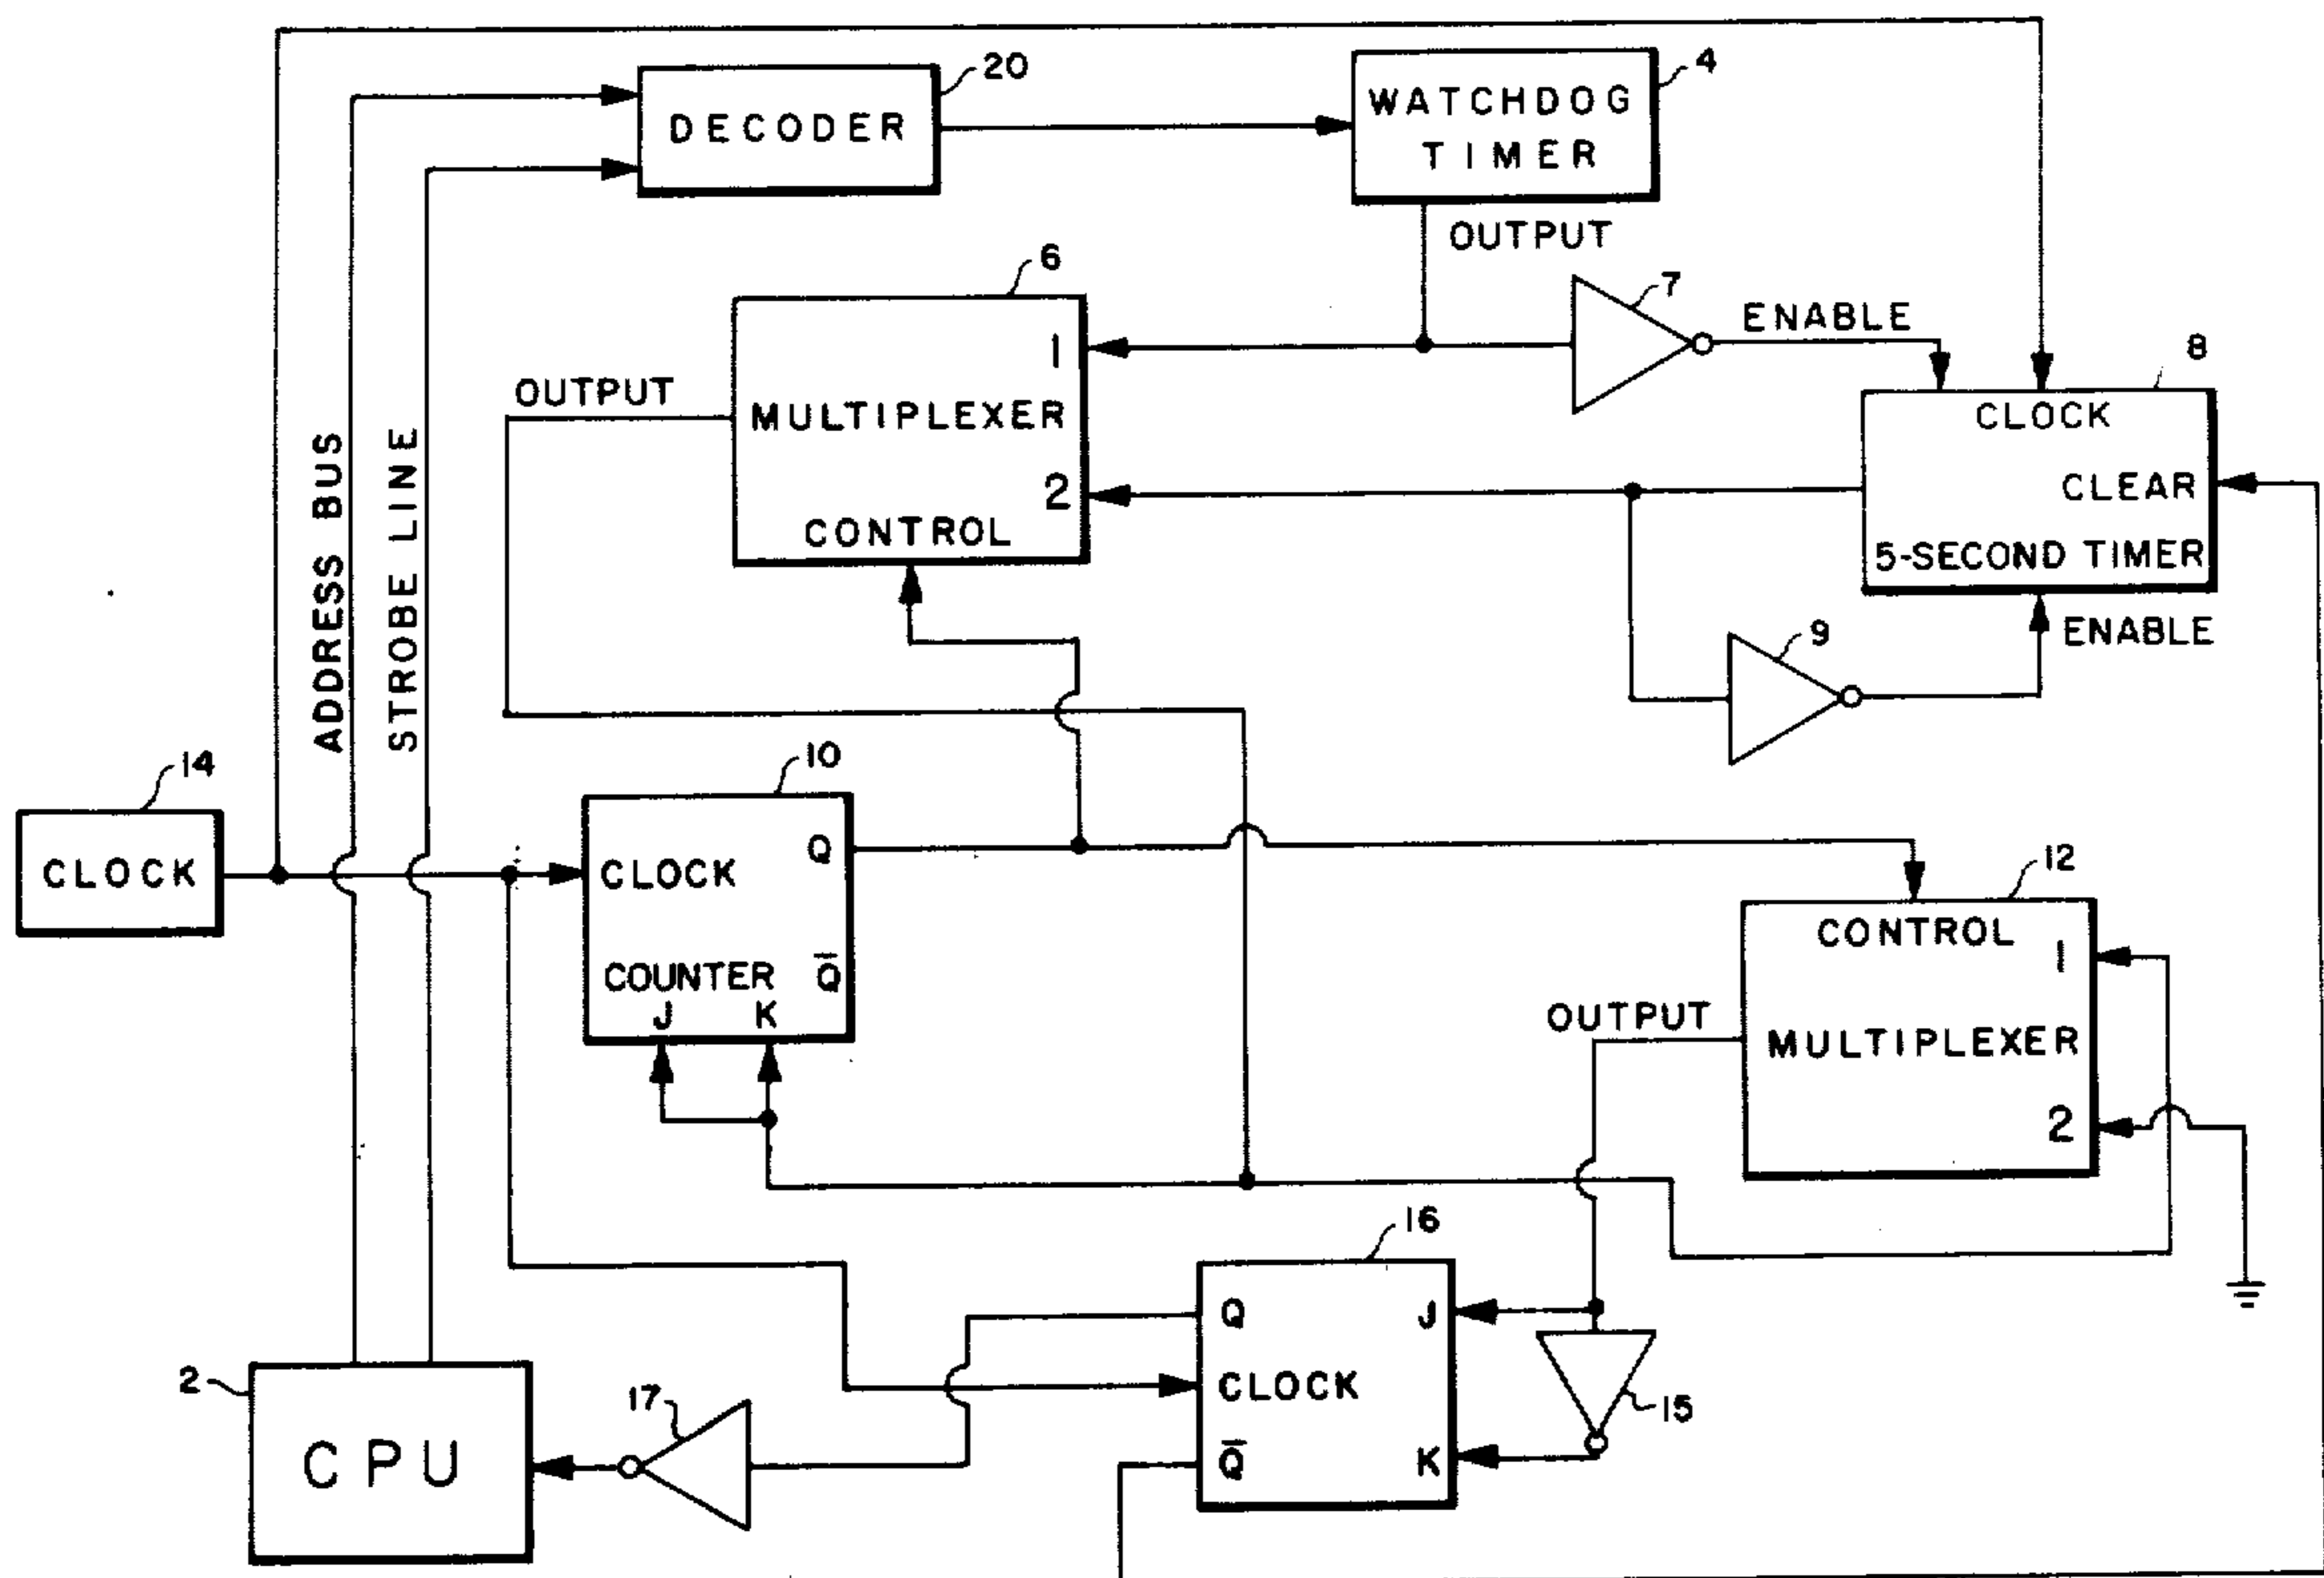 20
DECODER
4
WATCHDOG
TIMER
OUTPUT
6
1
MULTIPLEXER
2
CONTROL
OUTPUT
7
ENABLE
8
CLOCK
CLEAR
5-SECOND TIMER
ENABLE
9
ADDRESS BUS
STROBE LINE
14
CLOCK
10
CLOCK
Q
COUNTER
Q̅
J
K
12
CONTROL
1
MULTIPLEXER
2
OUTPUT
16
Q
J
CLOCK
Q̅
K
15
17
2
CPU